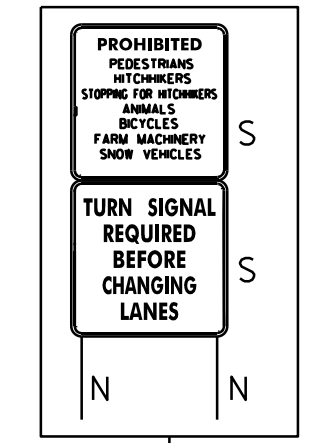 PROHIBITED
PEDESTRIANS
HITCHHIKERS
STOPPING FOR HITCHHIKERS
ANIMALS
BICYCLES
FARM MACHINERY
SNOW VEHICLES
S
TURN SIGNAL
REQUIRED
BEFORE
CHANGING
LANES
S
N N